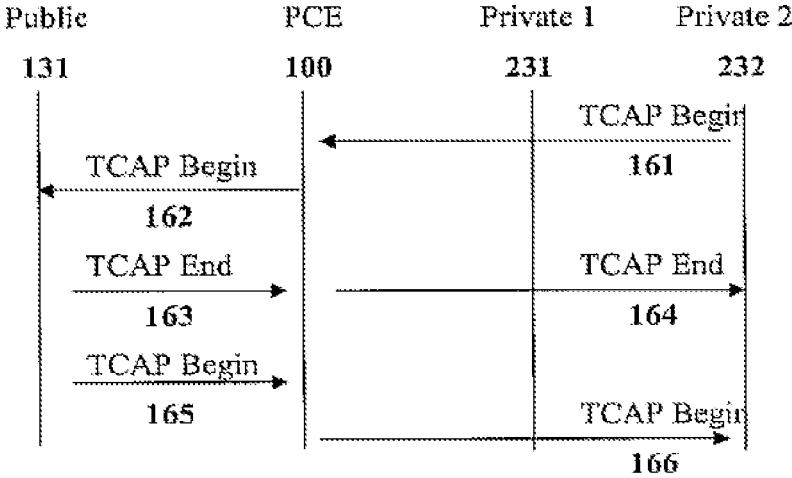 Public PCE Private 1 Private 2
131 100 231 232
TCAP Begin
161
TCAP Begin
162
TCAP End TCAP End
163 164
TCAP Begin
165
TCAP Begin
166